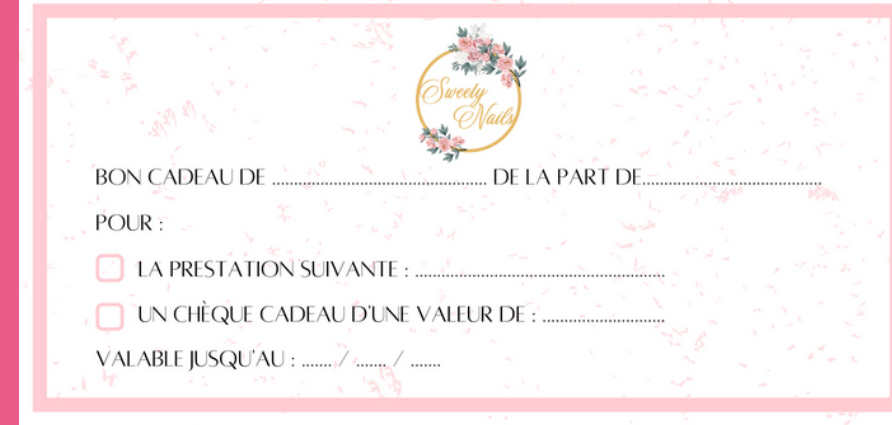 Sweety
Nails
BON CADEAU DE ................................................ DE LA PART DE........................................
POUR :
LA PRESTATION SUIVANTE : ........................................................
UN CHÈQUE CADEAU D'UNE VALEUR DE : ...........................
VALABLE JUSQU'AU : ....... / ....... / .......